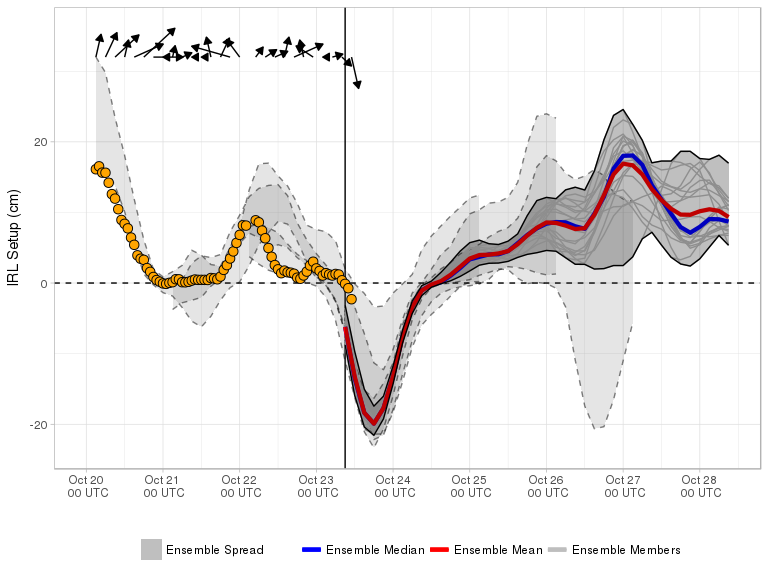 IRL Setup (cm)
20
0
-20
Oct 20 Oct 21 Oct 22 Oct 23 Oct 24 Oct 25 Oct 26 Oct 27 Oct 28
00 UTC 00 UTC 00 UTC 00 UTC 00 UTC 00 UTC 00 UTC 00 UTC 00 UTC
Ensemble Spread Ensemble Median Ensemble Mean Ensemble Members